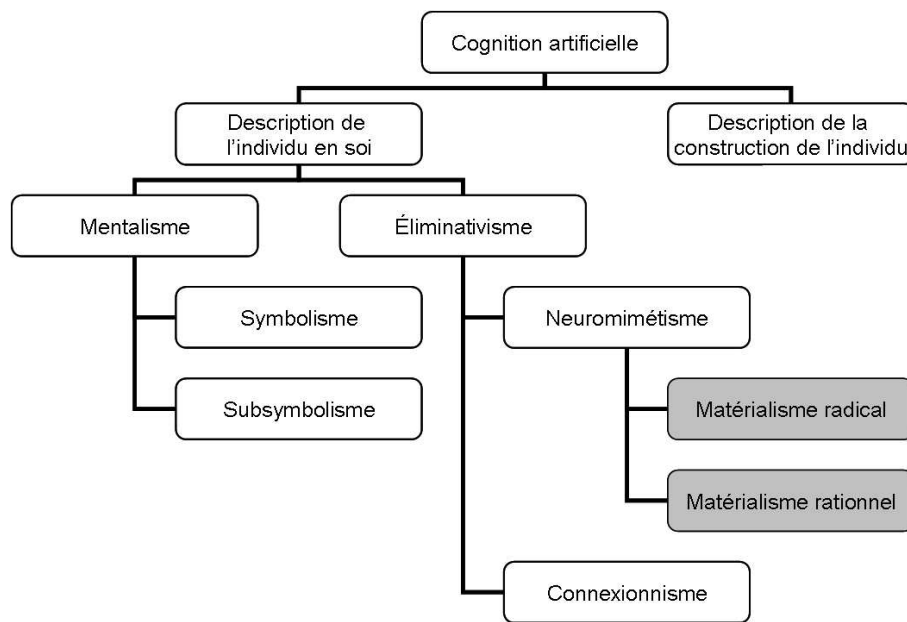 Cognition artificielle
Description de
l'individu en soi
Description de la
construction de l'individu
Mentalisme
Éliminativisme
Symbolisme
Neuromimétisme
Subsymbolisme
Matérialisme radical
Matérialisme rationnel
Connexionnisme